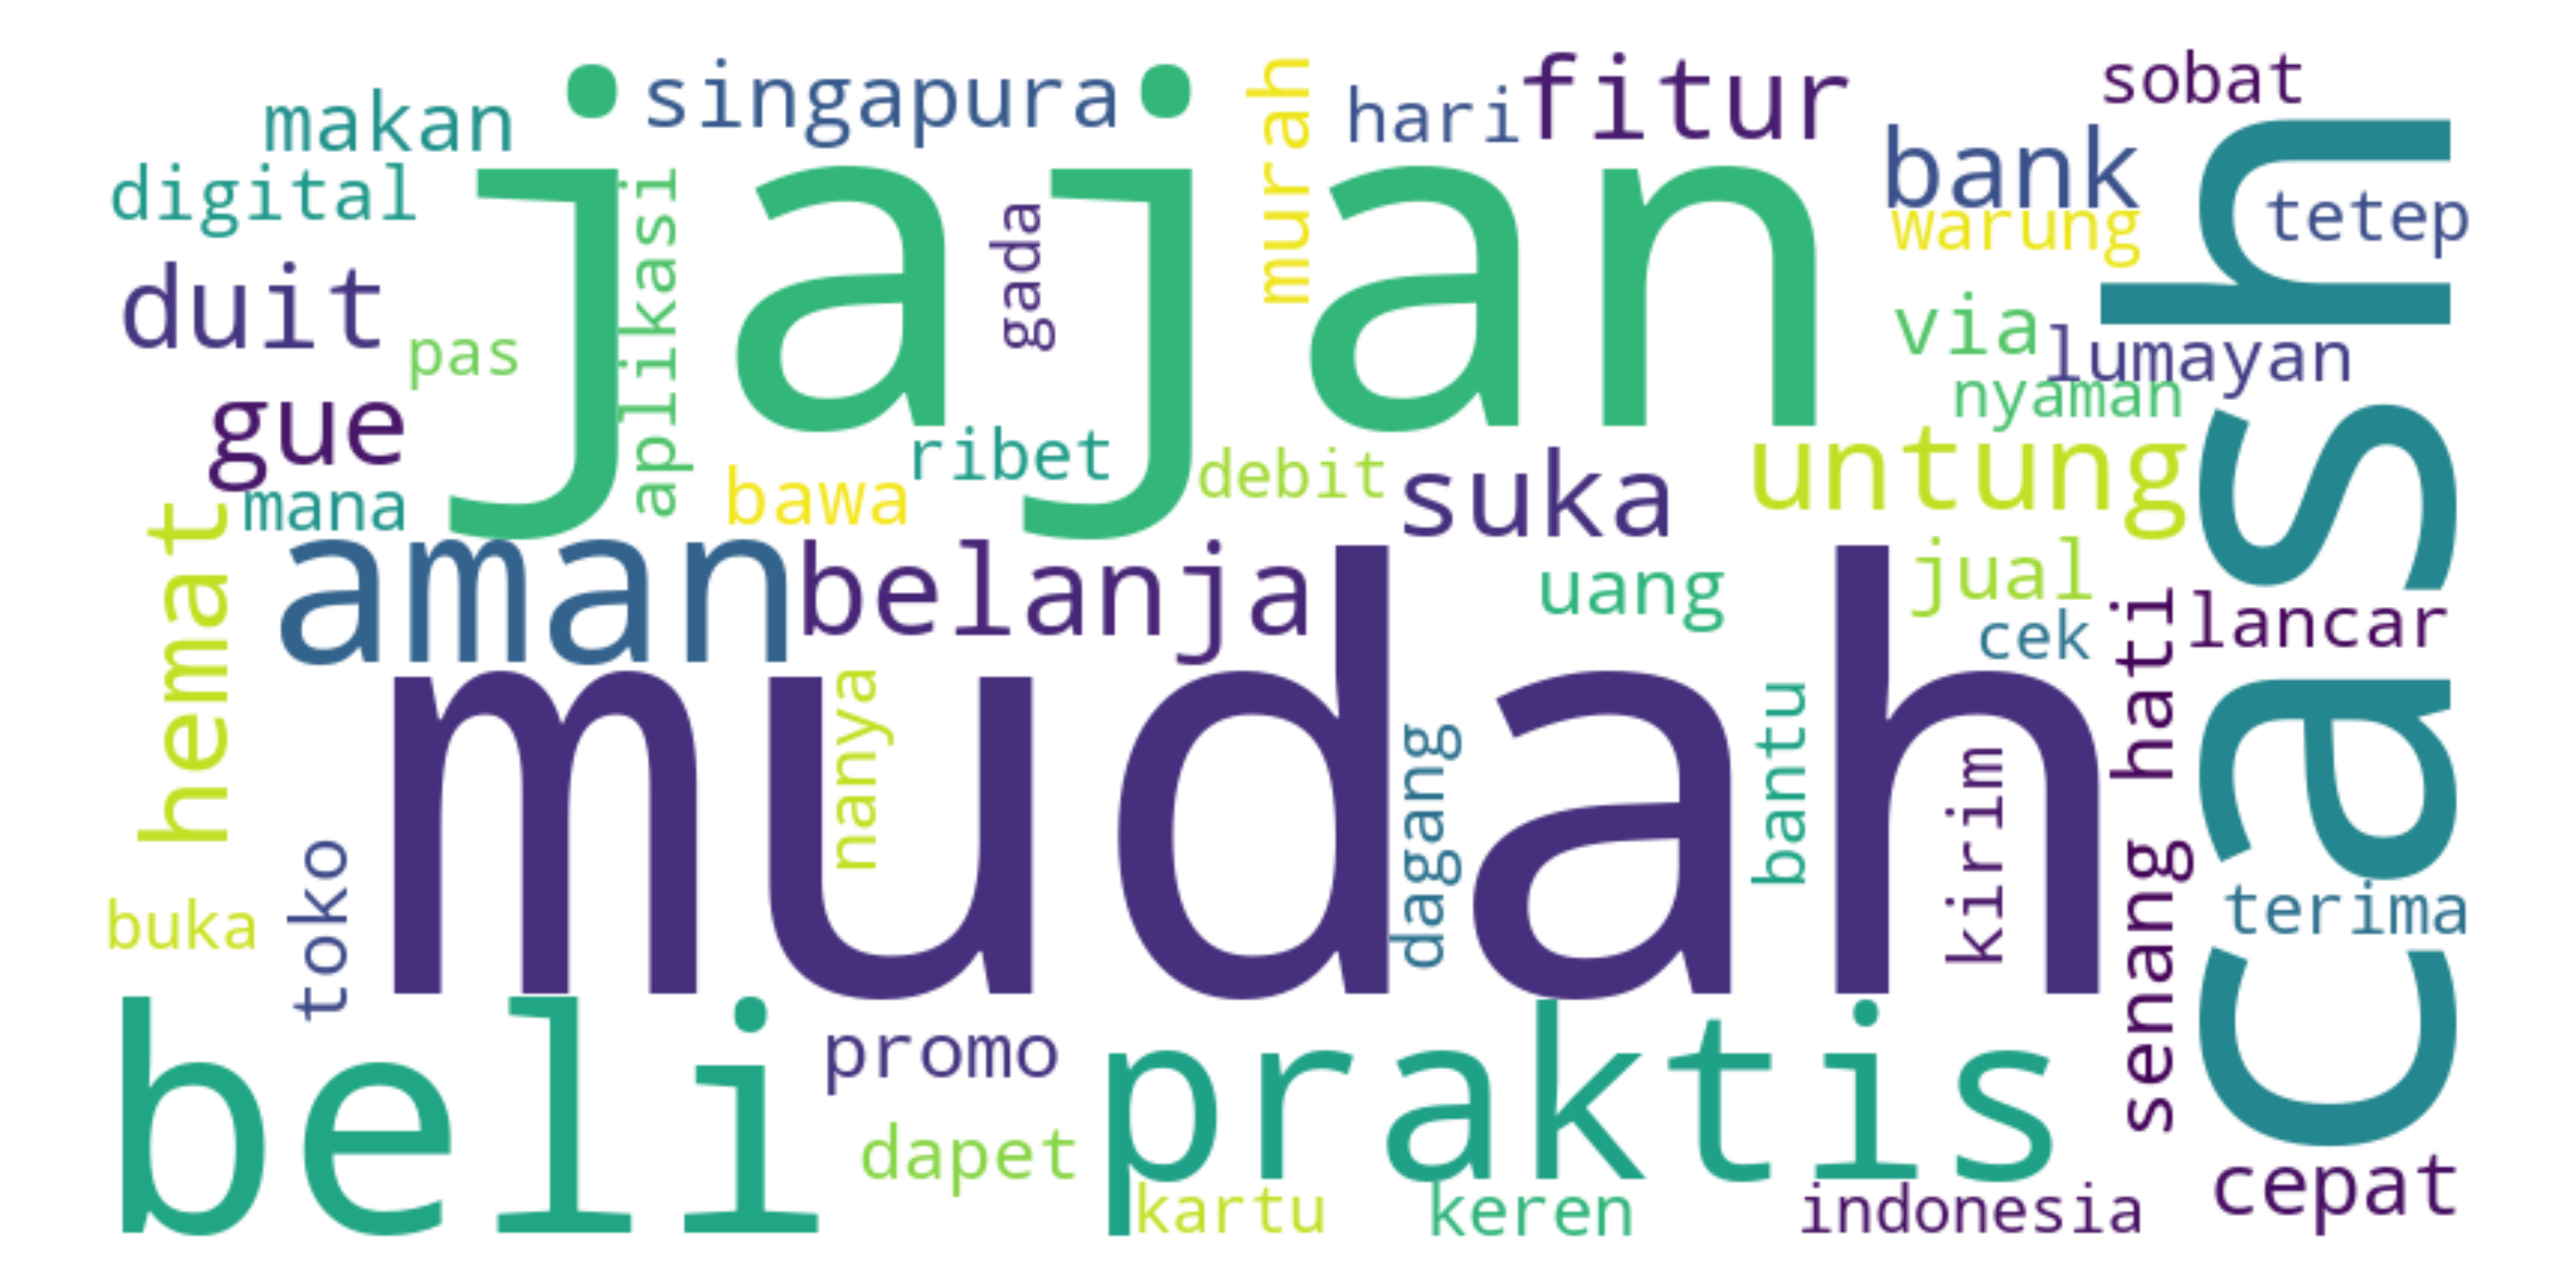 sobat
singapura
murah
hari
fitur
makan
bank
digital
jajan
aplikasi
gada
warung
tetep
duit
pas
via
lumayan
nyaman
gue
ribet
debit
suka
untung
mana
bawa
hemat
aman
belanja
uang
jual
cek
lancar
cash
senang hati
mudah
nanya
dagang
bantu
kirim
toko
buka
terima
beli
promo
praktis
dapet
kartu
keren
indonesia
cepat